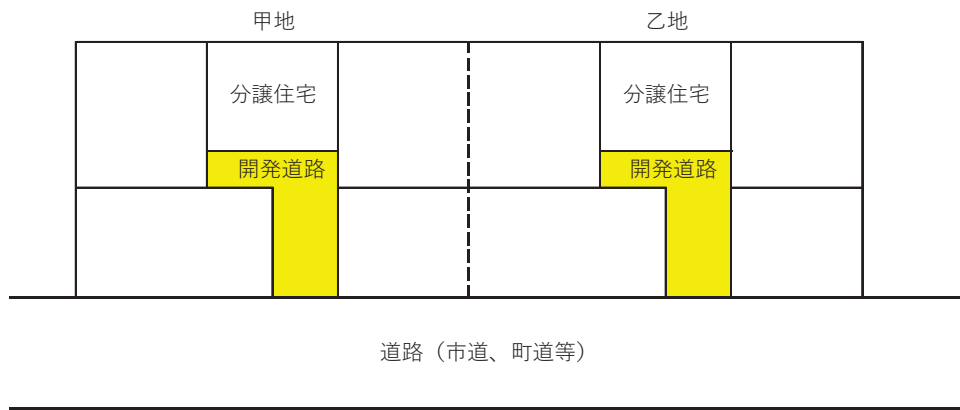 甲地
乙地
分譲住宅
分譲住宅
開発道路
開発道路
道路（市道、町道等）